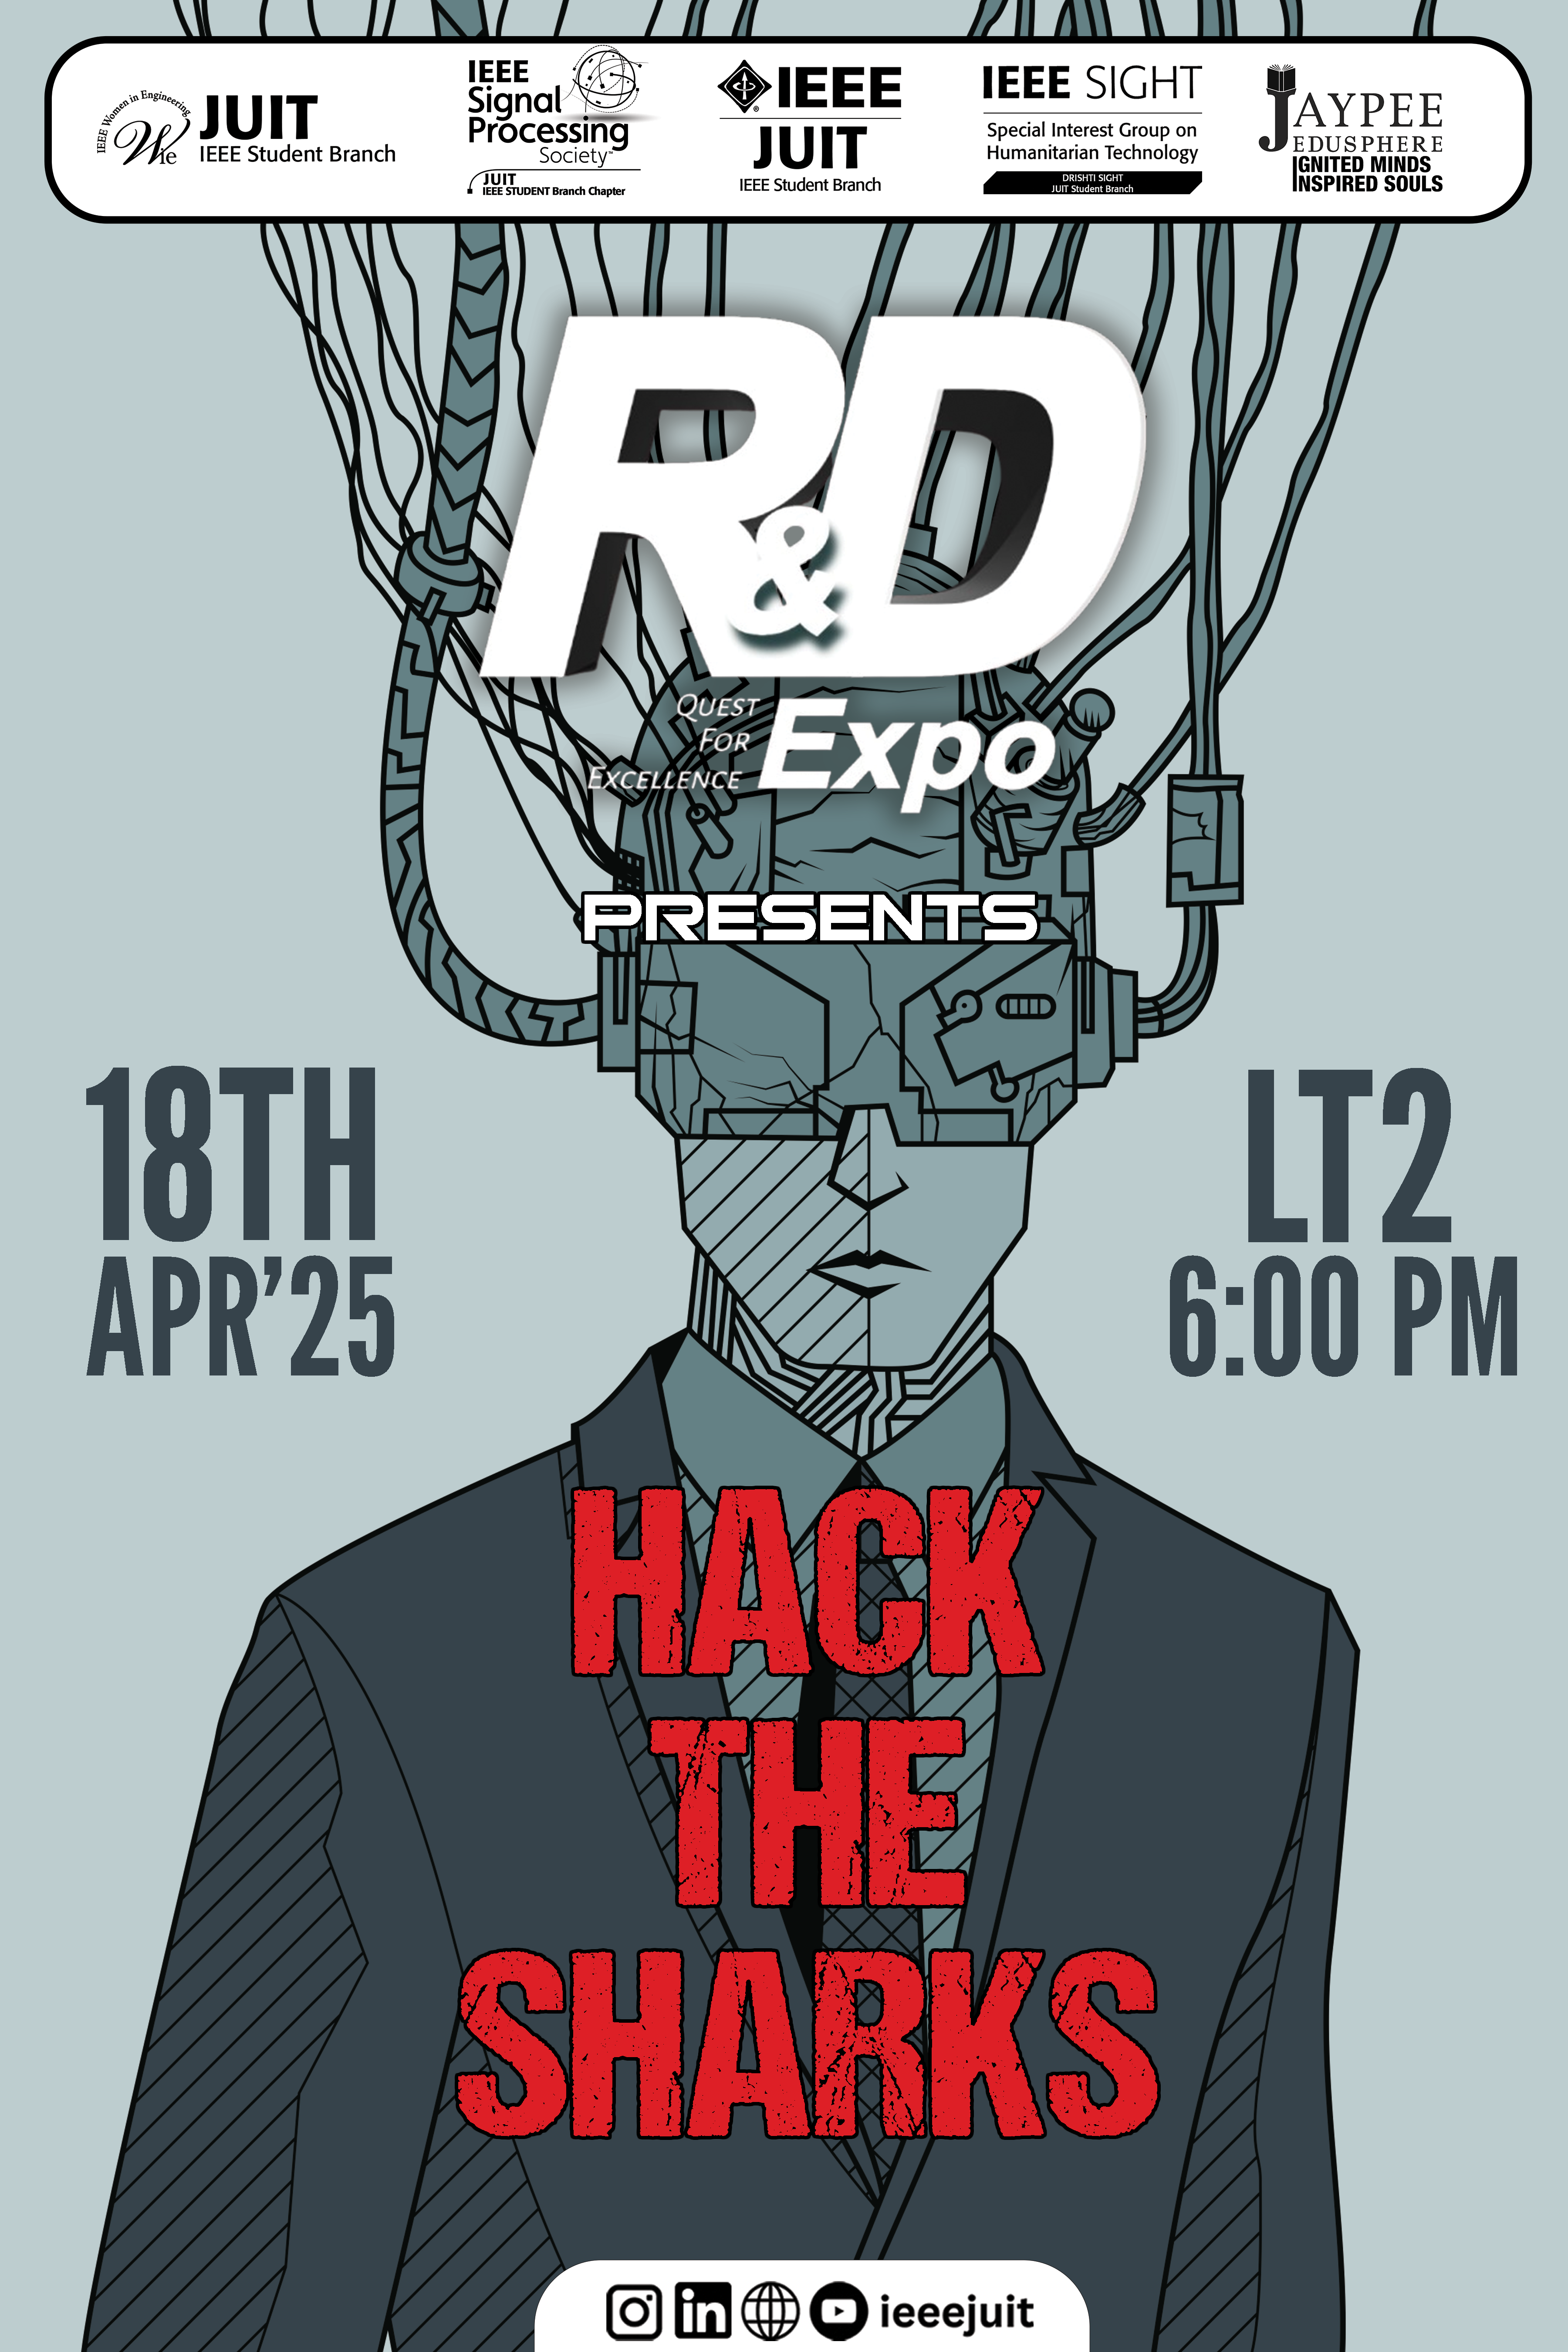 IEEE Women in Engineering
Wie
JUIT
IEEE Student Branch
IEEE
Signal
Processing
Society™
JUIT
IEEE STUDENT Branch Chapter
IEEE
®
JUIT
IEEE Student Branch
IEEE SIGHT
Special Interest Group on
Humanitarian Technology
DRISHTI SIGHT
JUIT Student Branch
JAYPEE
EDUSPHERE
IGNITED MINDS
INSPIRED SOULS
R&D
QUEST
FOR
EXCELLENCE
Expo
PRESENTS
18TH
APR'25
LT2
6:00 PM
HACK
THE
SHARKS
in
ieeejuit